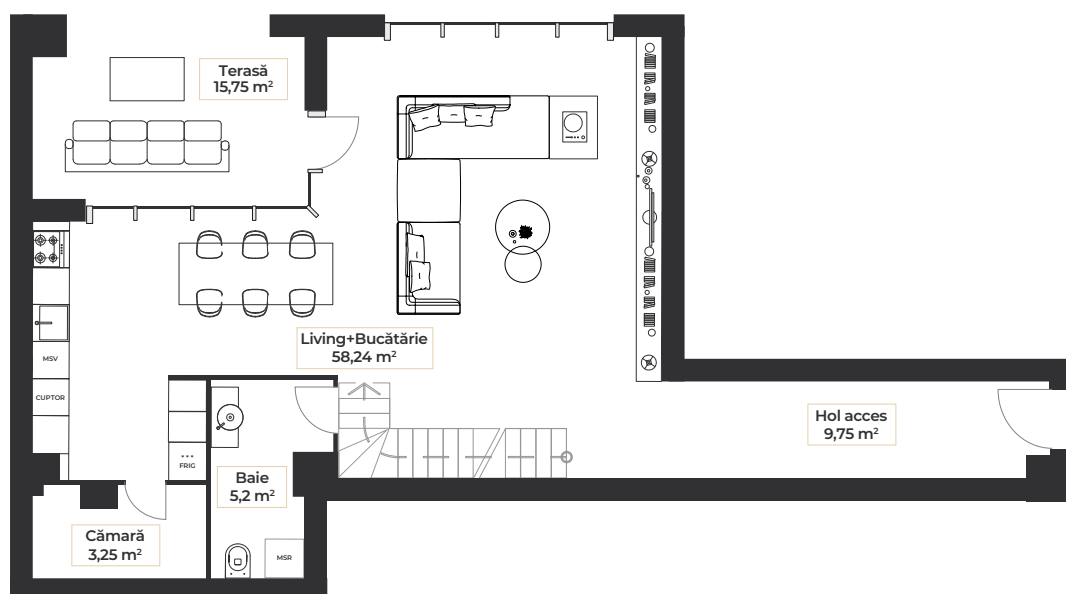 Terasă
15,75 m²
Living+Bucătărie
58,24 m²
MSV
CUPTOR
Hol acces
9,75 m²
FRIG
Baie
5,2 m²
Cămară
3,25 m²
MSR